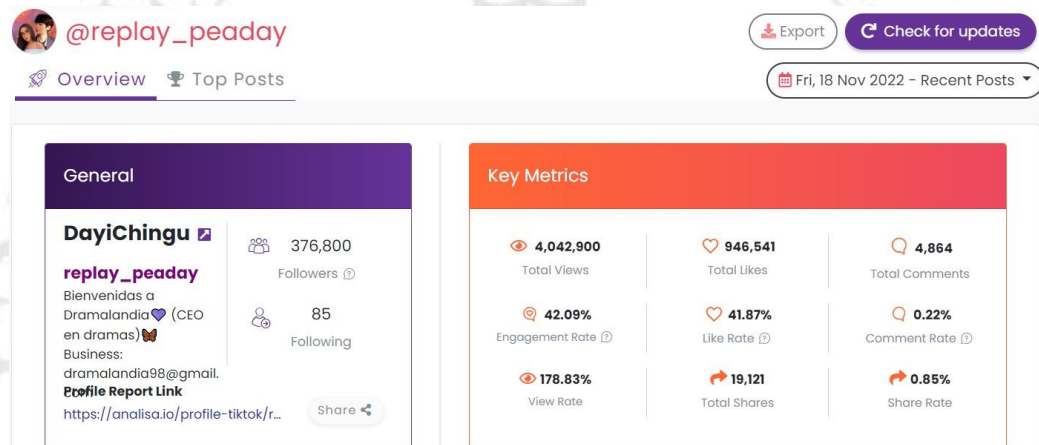 @replay_peaday
Export
Check for updates
Overview
Top Posts
Fri, 18 Nov 2022 - Recent Posts
General
DayiChingu
replay_peaday
Bienvenidas a
Dramalandia💜 (CEO
en dramas)🦋
Business:
dramalandia98@gmail.
com
Profile Report Link
https://analisa.io/profile-tiktok/r...
376,800
Followers
85
Following
Share
Key Metrics
4,042,900
Total Views
946,541
Total Likes
4,864
Total Comments
42.09%
Engagement Rate
41.87%
Like Rate
0.22%
Comment Rate
178.83%
View Rate
19,121
Total Shares
0.85%
Share Rate